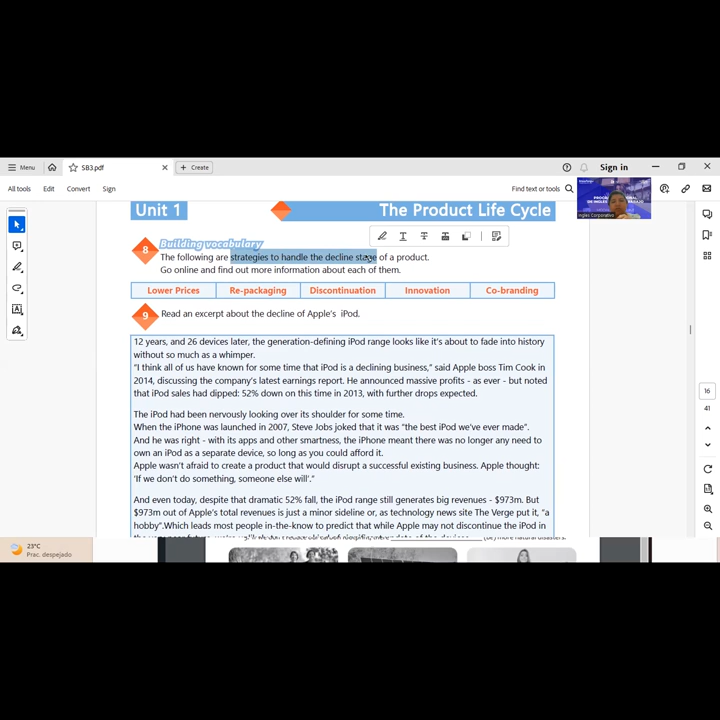 Menu
SB3.pdf
Create
Sign in
All tools
Edit
Convert
Sign
Find text or tools
Inglés Corporativo
Unit 1
The Product Life Cycle
8
Building vocabulary
The following are strategies to handle the decline stage of a product.
Go online and find out more information about each of them.
Lower Prices
Re-packaging
Discontinuation
Innovation
Co-branding
9
Read an excerpt about the decline of Apple's iPod.
12 years, and 26 devices later, the generation-defining iPod range looks like it's about to fade into history
without so much as a whimper.
"I think all of us have known for some time that iPod is a declining business," said Apple boss Tim Cook in
2014, discussing the company's latest earnings report. He announced massive profits - as ever - but noted
that iPod sales had dipped: 52% down on this time in 2013, with further drops expected.
The iPod had been nervously looking over its shoulder for some time.
When the iPhone was launched in 2007, Steve Jobs joked that it was "the best iPod we've ever made".
And he was right - with its apps and other smartness, the iPhone meant there was no longer any need to
own an iPod as a separate device, so long as you could afford it.
Apple wasn't afraid to create a product that would disrupt a successful existing business. Apple thought:
'If we don't do something, someone else will'."
And even today, despite that dramatic 52% fall, the iPod range still generates big revenues - $973m. But
$973m out of Apple's total revenues is just a minor sideline or, as technology news site The Verge put it, "a
hobby".Which leads most people in-the-know to predict that while Apple may not discontinue the iPod in
(be) more natural disasters.
16
41
23°C
Parc. despejado